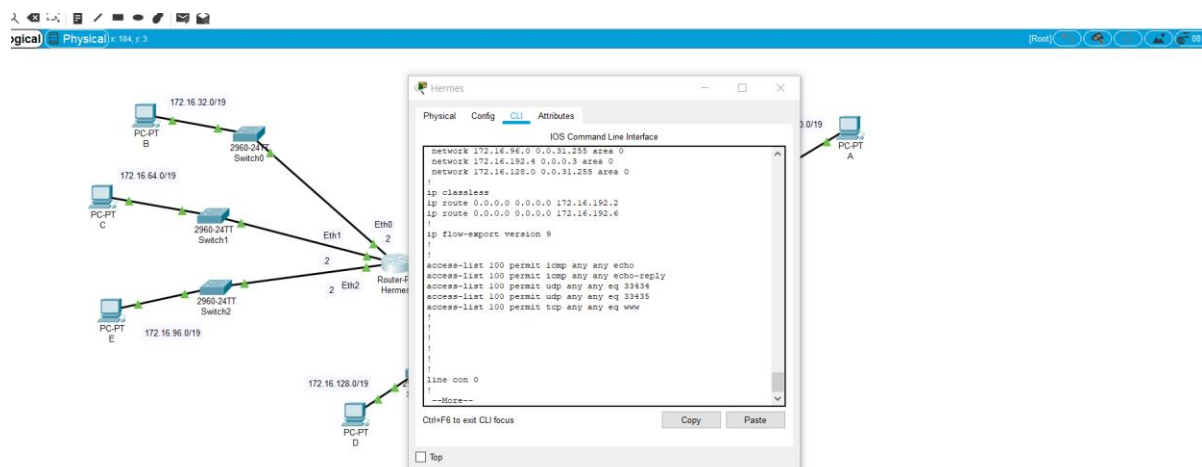 Physical x: 184, y: 3
[Root]
08
172.16.32.0/19
PC-PT
B
2960-24TT
Switch0
172.16.64.0/19
PC-PT
C
2960-24TT
Switch1
Eth1
Eth0
.2
.2
.2 Eth2
Hermes
2960-24TT
Switch2
PC-PT
E
172.16.96.0/19
172.16.128.0/19
PC-PT
D
PC-PT
A
Hermes
Physical Config CLI Attributes
IOS Command Line Interface
network 172.16.96.0 0.0.31.255 area 0
network 172.16.192.4 0.0.0.3 area 0
network 172.16.128.0 0.0.31.255 area 0
!
ip classless
ip route 0.0.0.0 0.0.0.0 172.16.192.2
ip route 0.0.0.0 0.0.0.0 172.16.192.6
!
ip flow-export version 9
!
!
access-list 100 permit icmp any any echo
access-list 100 permit icmp any any echo-reply
access-list 100 permit udp any any eq 33434
access-list 100 permit udp any any eq 33435
access-list 100 permit tcp any any eq www
!
!
!
!
!
!
line con 0
!
--More--
Ctrl+F6 to exit CLI focus
Copy Paste
Top